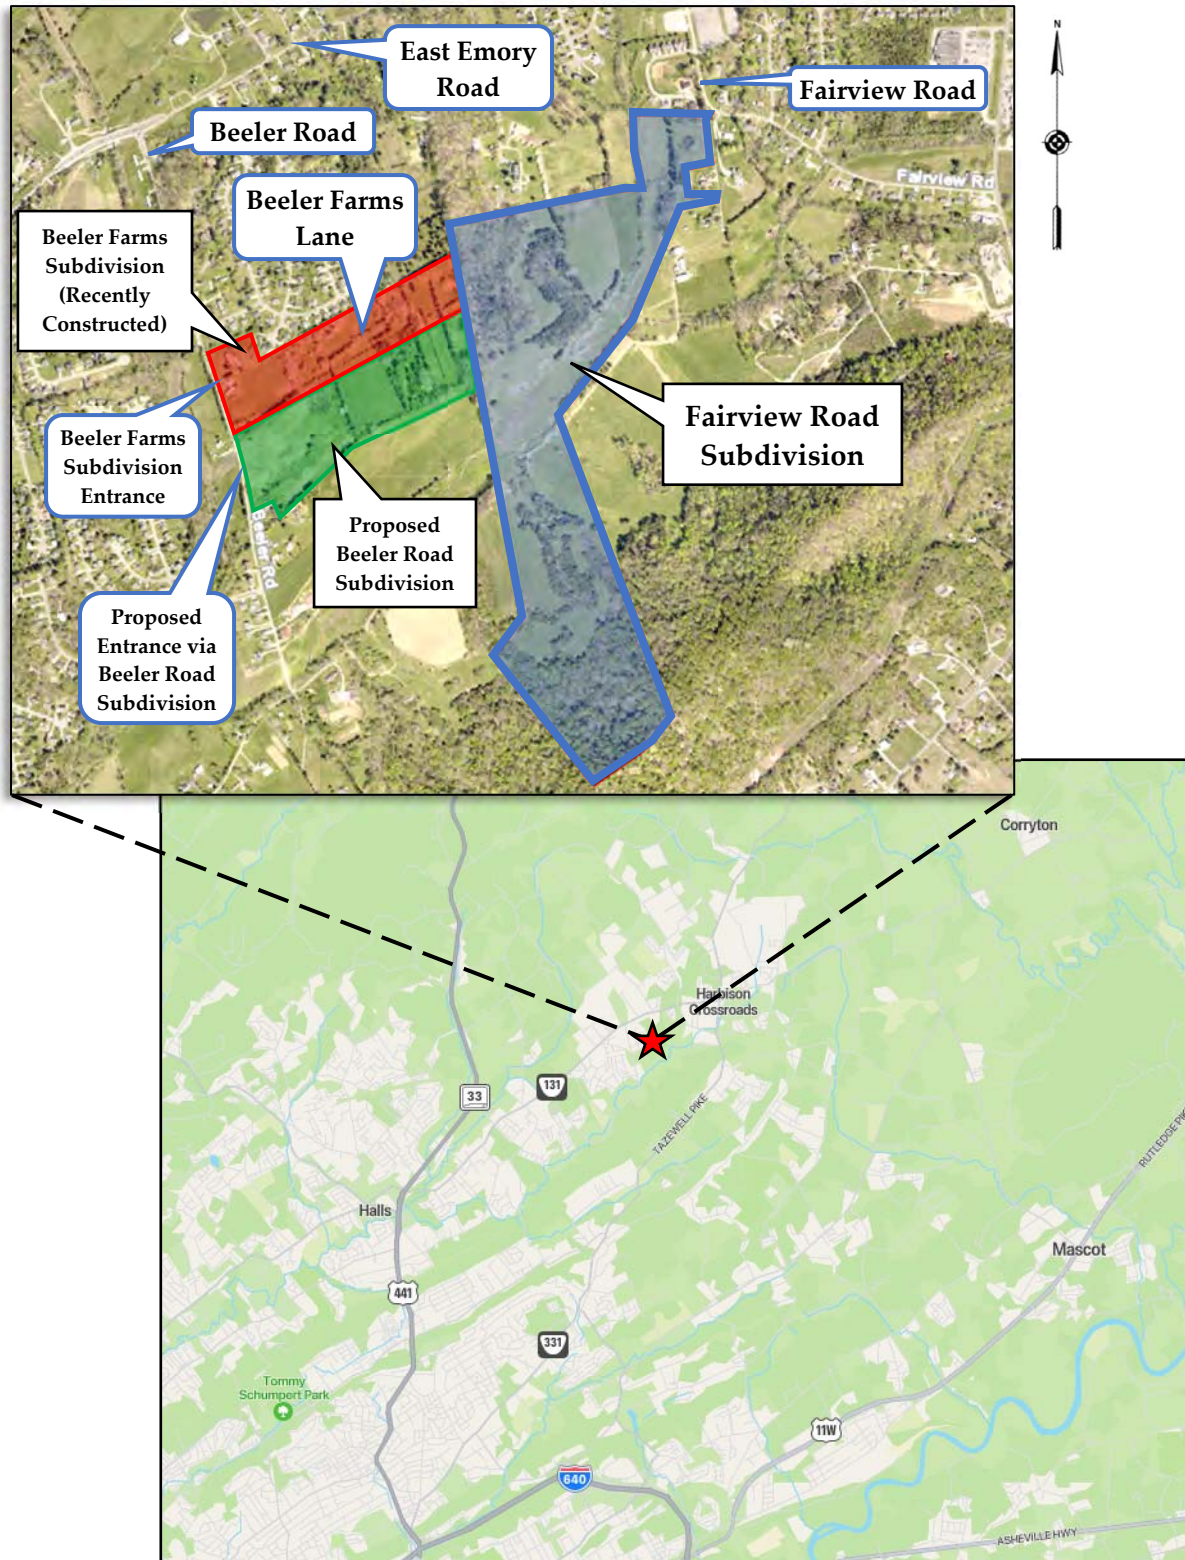 N
East Emory
Road
Fairview Road
Beeler Road
Fairview Rd
Beeler Farms
Lane
Beeler Farms
Subdivision
(Recently
Constructed)
Fairview Road
Subdivision
Beeler Farms
Subdivision
Entrance
Proposed
Beeler Road
Subdivision
Beeler Rd
Proposed
Entrance via
Beeler Road
Subdivision
Corryton
Harbison
Crossroads
131
33
TAZEWELL PIKE
RUTLEDGE PI
Halls
Mascot
441
331
Tommy
Schumpert Park
11W
640
ASHEVILLE HWY